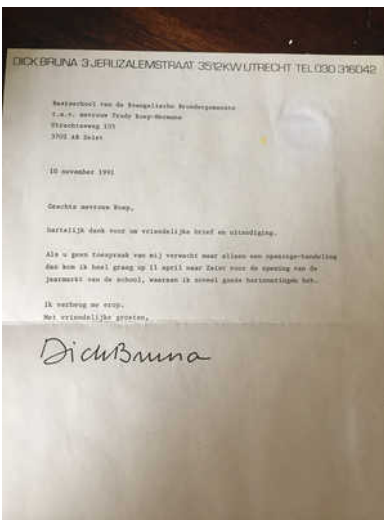 DICK BRUNA 3 JERUZALEMSTRAAT 3512KW UTRECHT TEL 030 316042
Basisschool van de Evangelische Broedergemeente
t.a.v. mevrouw Trudy Roep-Hermans
Utrechtseweg 105
3702 AB Zeist
10 november 1991
Geachte mevrouw Roep,
hartelijk dank voor uw vriendelijke brief en uitnodiging.
Als u geen toespraak van mij verwacht maar alleen een openings-handeling
dan kom ik heel graag op 11 april naar Zeist voor de opening van de
jaarmarkt van de school, waaraan ik zoveel goede herinneringen heb.
Ik verheug me erop.
Met vriendelijke groeten,
Dick Bruna